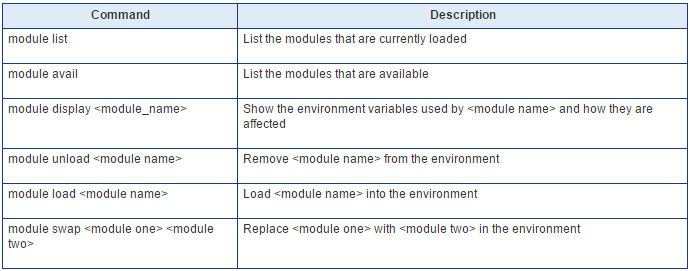 Command Description
module list List the modules that are currently loaded
module avail List the modules that are available
module display <module_name> Show the environment variables used by <module name> and how they are
affected
module unload <module name> Remove <module name> from the environment
module load <module name> Load <module name> into the environment
module swap <module one> <module Replace <module one> with <module two> in the environment
two>